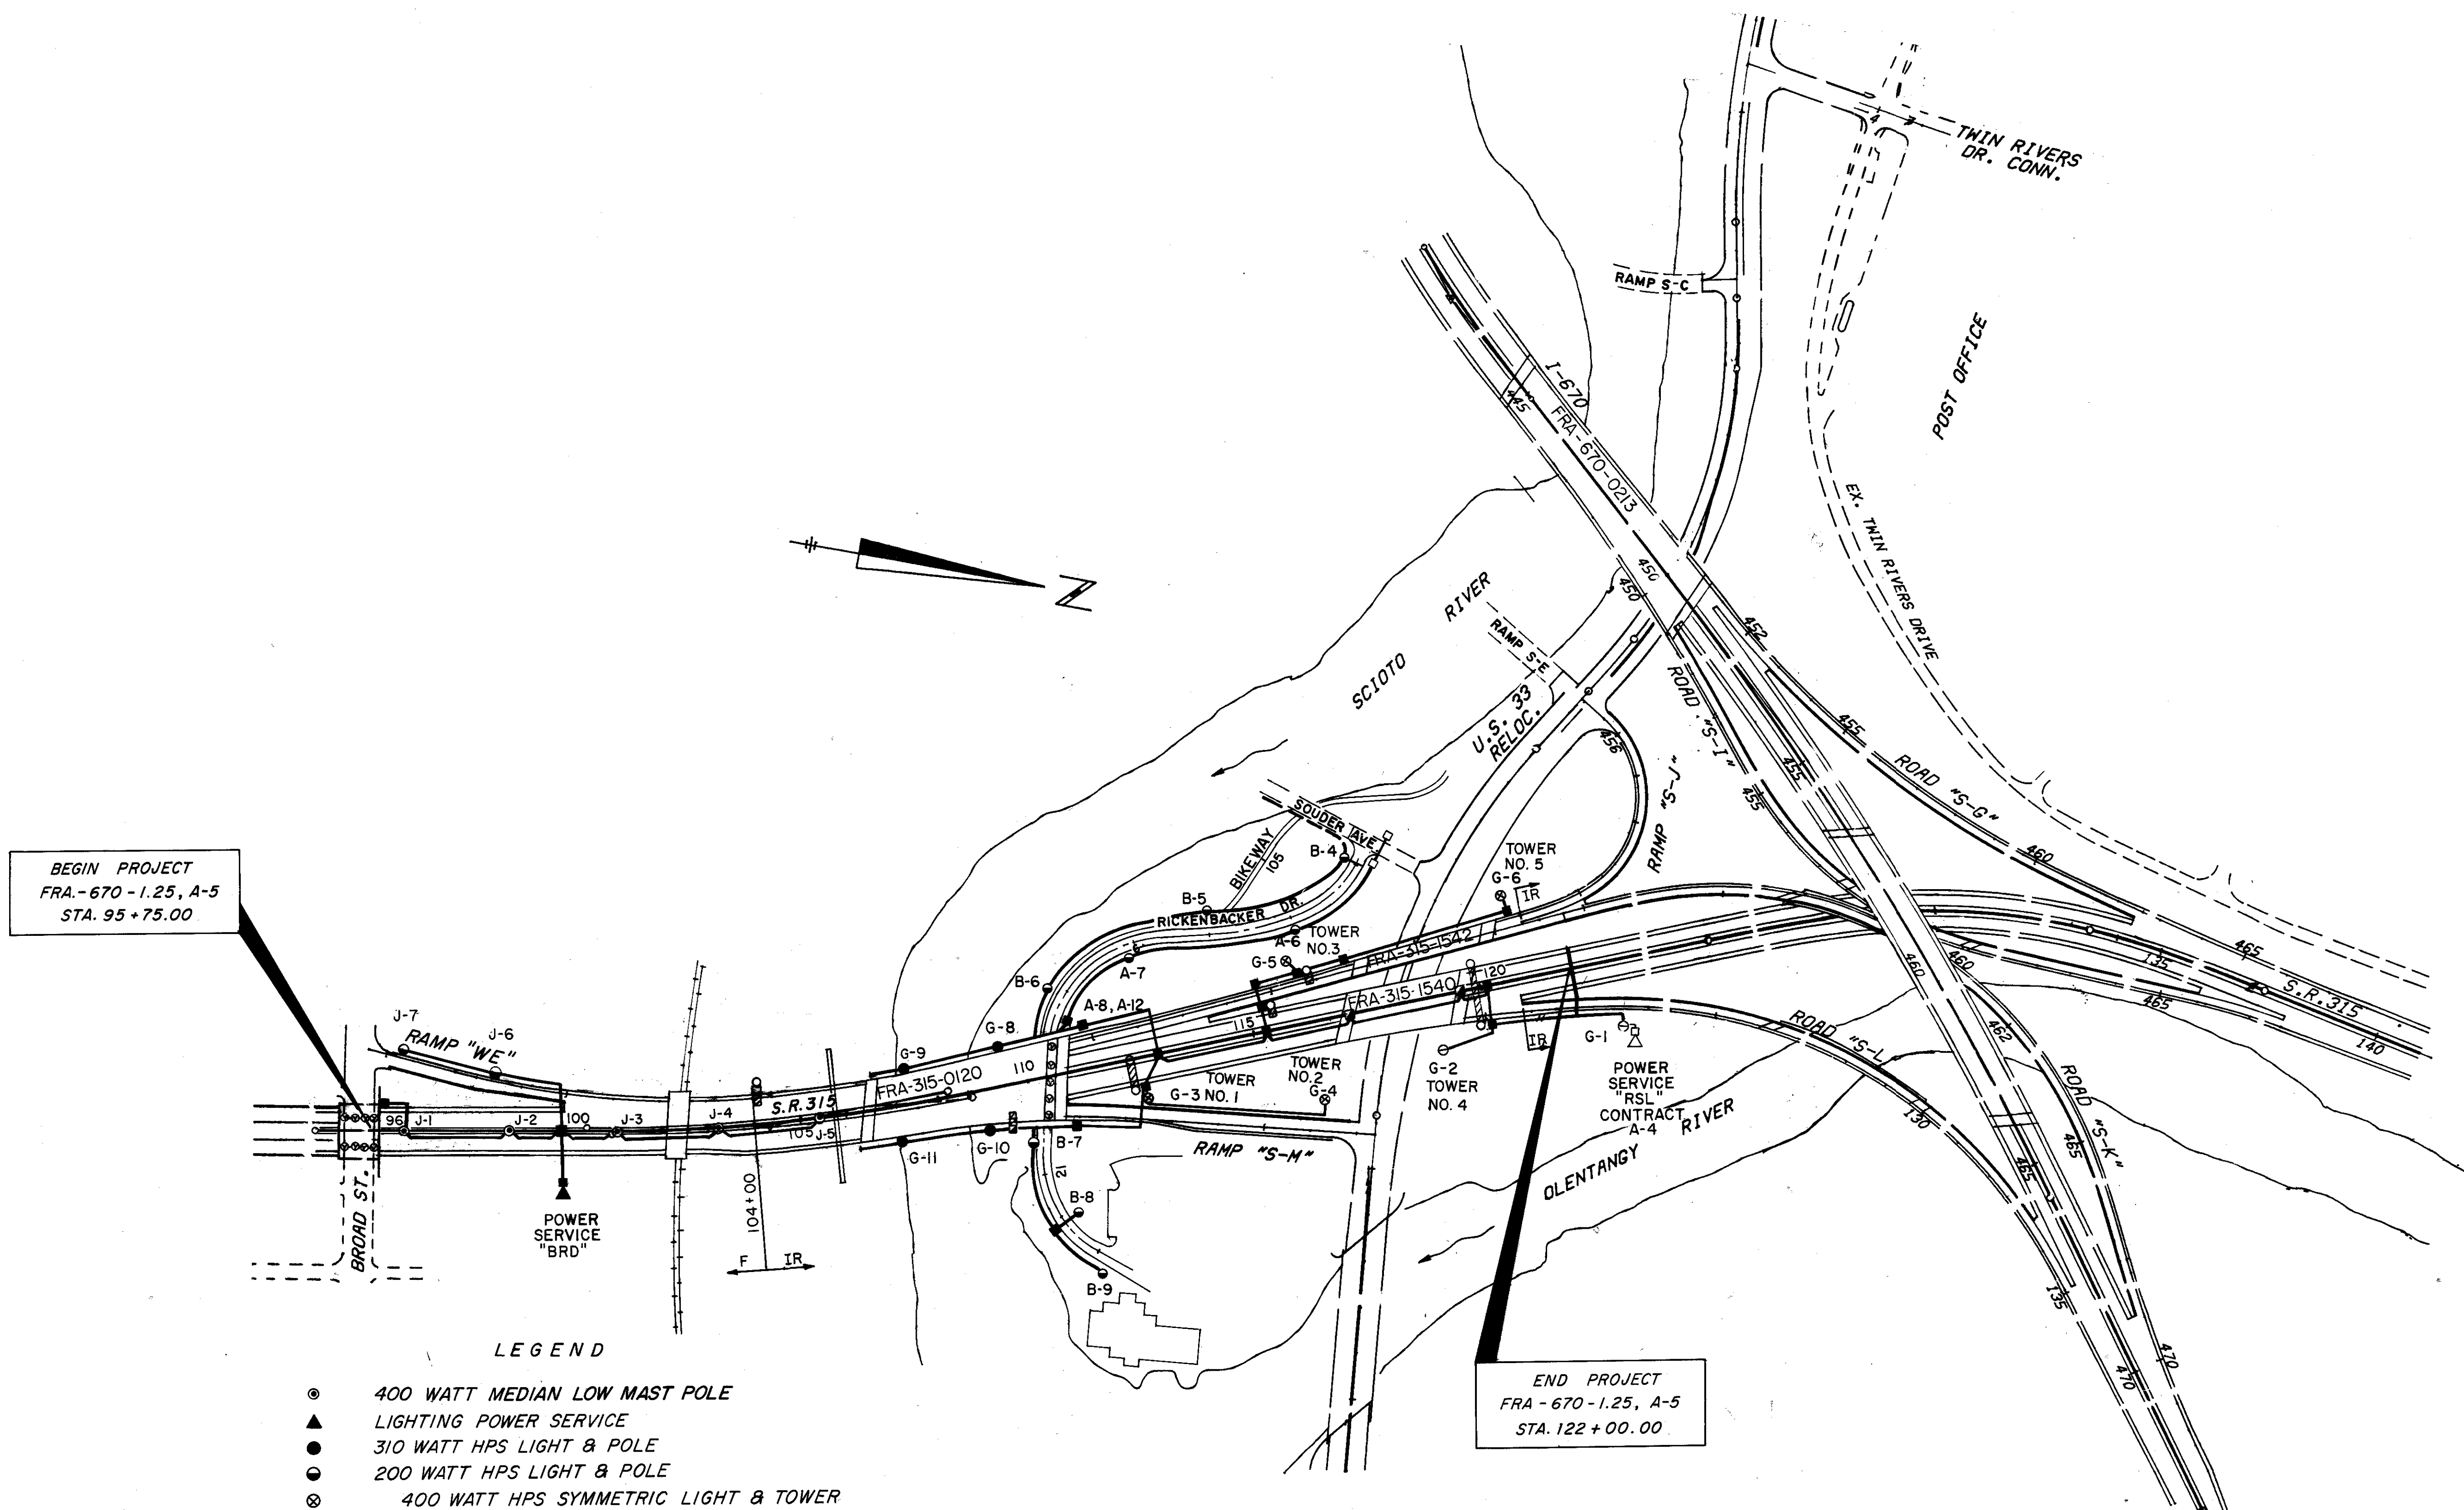 TWIN RIVERS
DR. CONN.
RAMP S-C
POST OFFICE
I-670
445
FRA-670-0213
EX. TWIN RIVERS DRIVE
450
450
RIVER
SCIOTO
RAMP S-E
U.S. 33
RELOC.
452
ROAD "S-I"
456
455
455
455
ROAD "S-G"
RAMP "S-J"
SOUDER AVE.
BIKEWAY
105
B-4
B-5
RICKENBACKER DR.
TOWER
NO. 5
G-6
IR
460
BEGIN PROJECT
FRA.-670-1.25, A-5
STA. 95+75.00
A-6
TOWER
NO.3
G-5
A-7
B-6
FRA-315-1542
FRA-315-1540
120
460
460
135
465
465
S.R.315
140
A-8, A-12
G-8
G-9
115
110
FRA-315-0120
J-7
J-6
RAMP "WE"
IR
G-1
POWER
SERVICE
"RSL"
CONTRACT
A-4
G-2
TOWER
NO. 4
TOWER
NO.2
G-4
TOWER
G-3 NO. 1
ROAD "S-L"
130
462
ROAD "S-K"
465
465
96
J-1
J-2
100
J-3
J-4
S.R.315
105
J-5
G-11
G-10
B-7
RAMP "S-M"
RIVER
OLENTANGY
BROAD ST.
POWER
SERVICE
"BRD"
104+00
F
IR
12
B-8
B-9
135
470
470
END PROJECT
FRA-670-1.25, A-5
STA. 122+00.00
LEGEND
400 WATT MEDIAN LOW MAST POLE
LIGHTING POWER SERVICE
310 WATT HPS LIGHT & POLE
200 WATT HPS LIGHT & POLE
400 WATT HPS SYMMETRIC LIGHT & TOWER